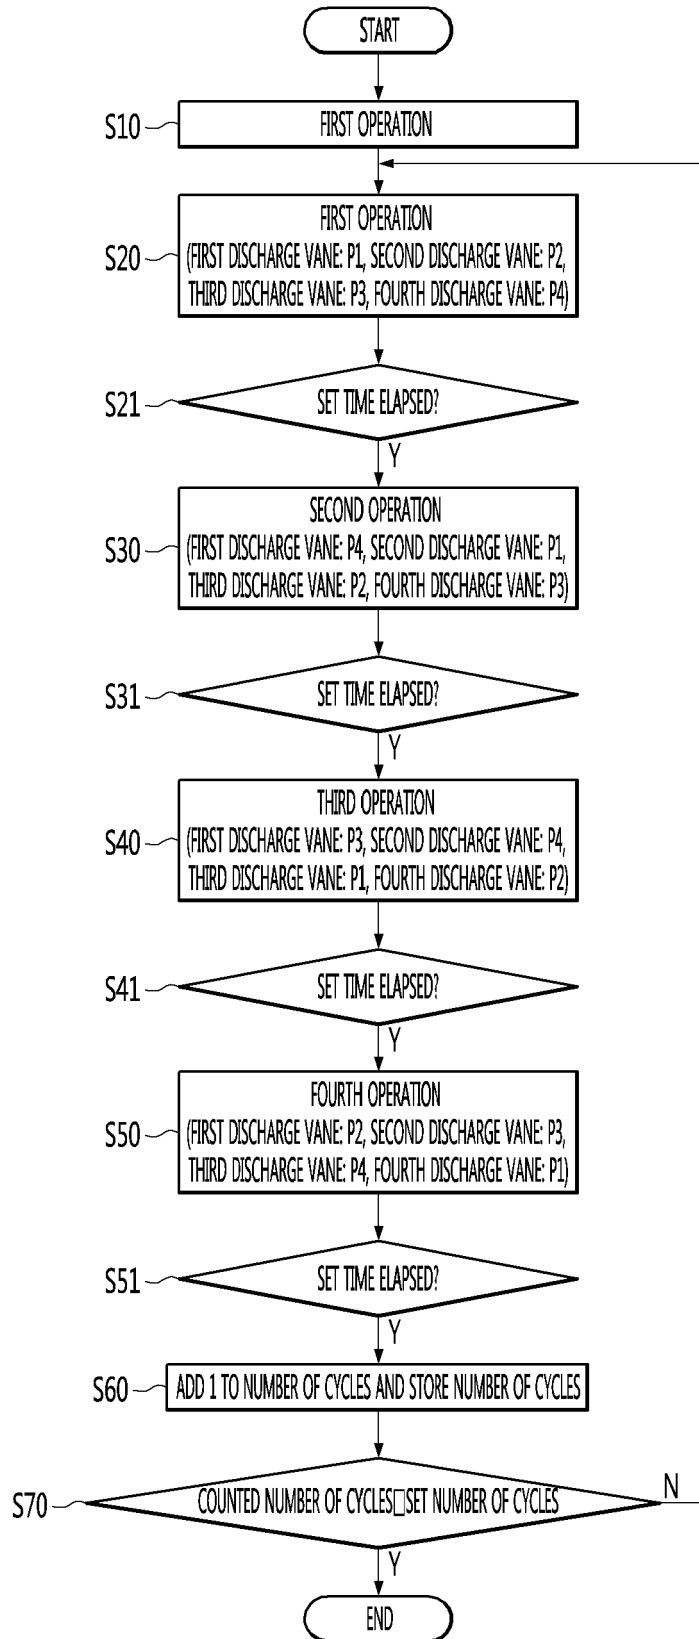 START
S10
FIRST OPERATION
S20
FIRST OPERATION
(FIRST DISCHARGE VANE: P1, SECOND DISCHARGE VANE: P2,
THIRD DISCHARGE VANE: P3, FOURTH DISCHARGE VANE: P4)
S21
SET TIME ELAPSED?
Y
S30
SECOND OPERATION
(FIRST DISCHARGE VANE: P4, SECOND DISCHARGE VANE: P1,
THIRD DISCHARGE VANE: P2, FOURTH DISCHARGE VANE: P3)
S31
SET TIME ELAPSED?
Y
S40
THIRD OPERATION
(FIRST DISCHARGE VANE: P3, SECOND DISCHARGE VANE: P4,
THIRD DISCHARGE VANE: P1, FOURTH DISCHARGE VANE: P2)
S41
SET TIME ELAPSED?
Y
S50
FOURTH OPERATION
(FIRST DISCHARGE VANE: P2, SECOND DISCHARGE VANE: P3,
THIRD DISCHARGE VANE: P4, FOURTH DISCHARGE VANE: P1)
S51
SET TIME ELAPSED?
Y
S60
ADD 1 TO NUMBER OF CYCLES AND STORE NUMBER OF CYCLES
S70
COUNTED NUMBER OF CYCLES□SET NUMBER OF CYCLES
N
Y
END